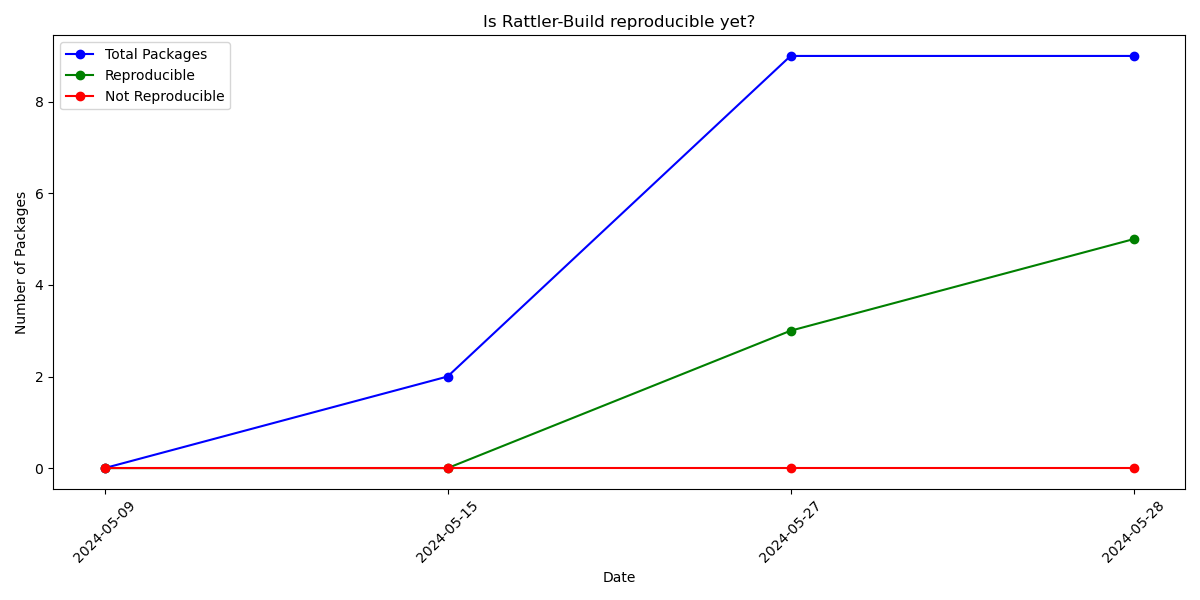 Is Rattler-Build reproducible yet?
Total Packages
Reproducible
Not Reproducible
Number of Packages
8
6
4
2
0
2024-05-09
2024-05-15
2024-05-27
2024-05-28
Date